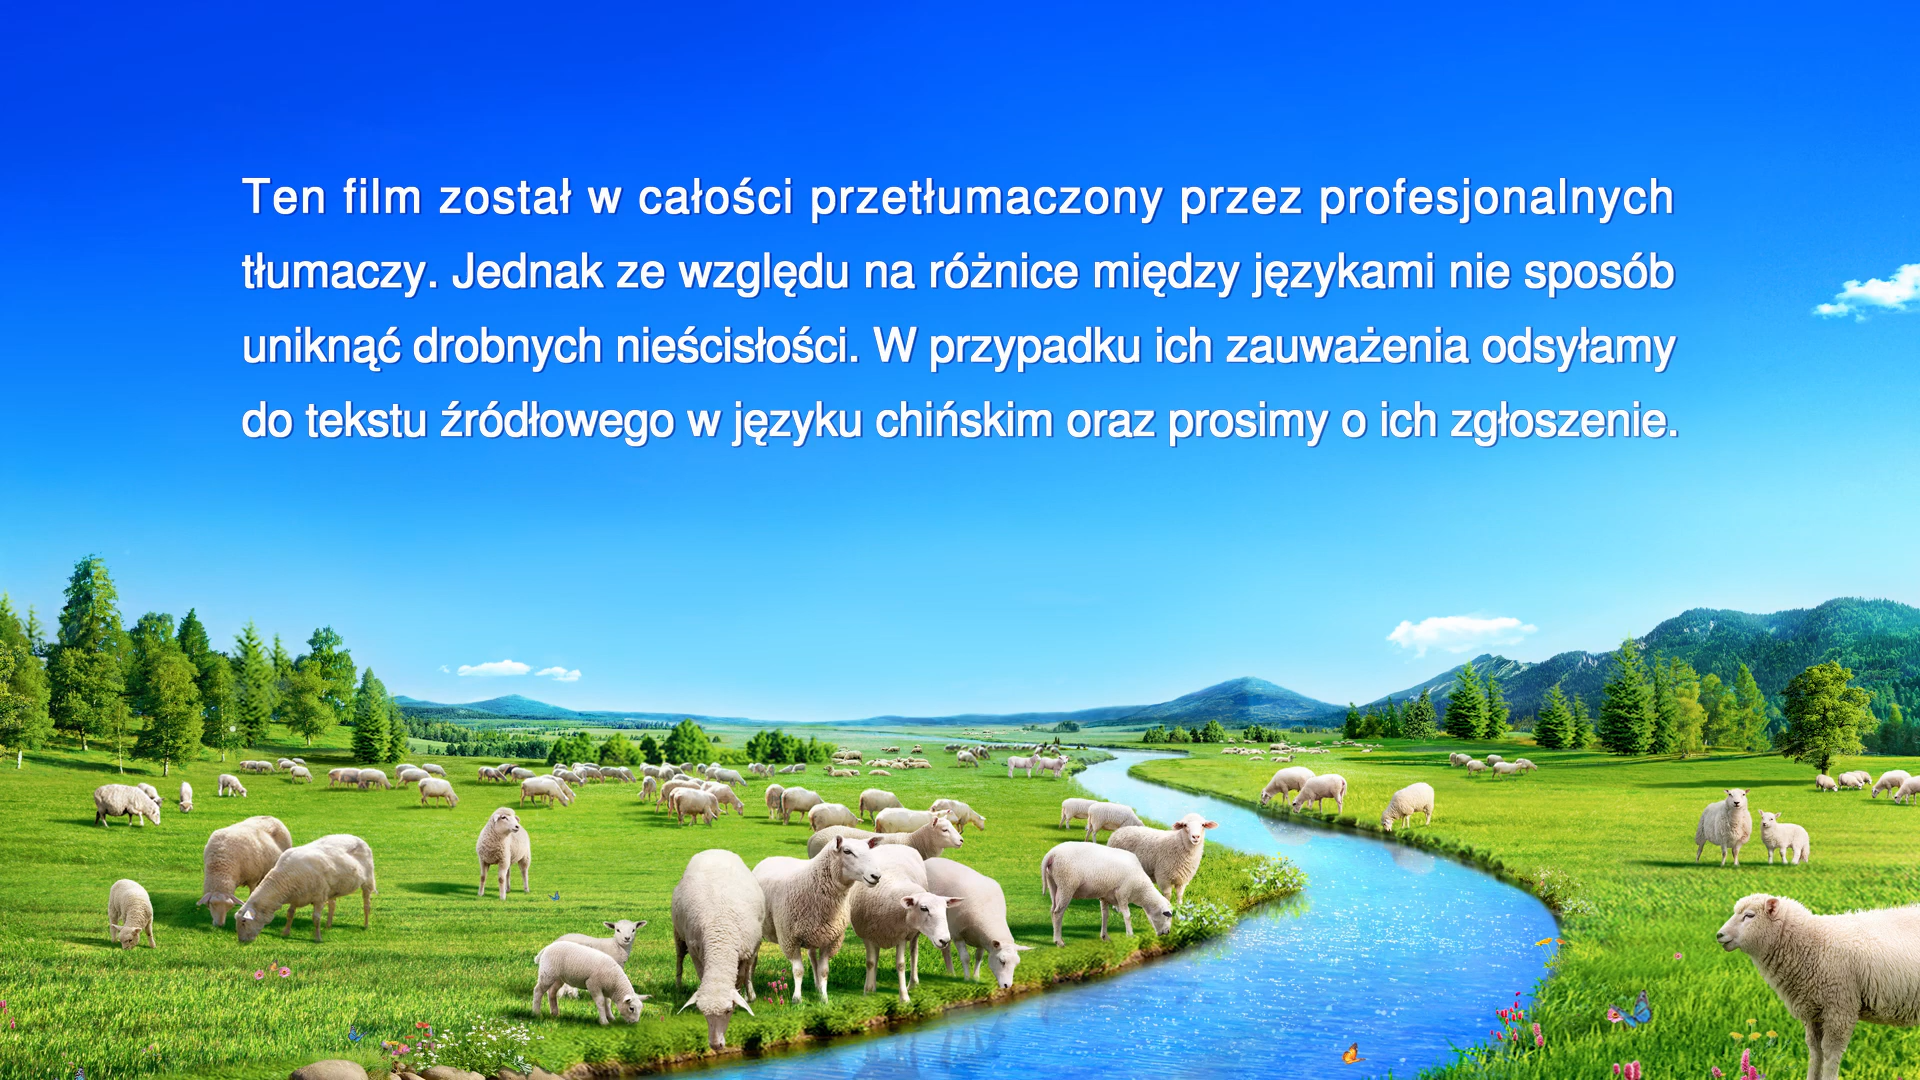 Ten film został w całości przetłumaczony przez profesjonalnych
tłumaczy. Jednak ze względu na różnice między językami nie sposób
uniknąć drobnych nieścisłości. W przypadku ich zauważenia odsyłamy
do tekstu źródłowego w języku chińskim oraz prosimy o ich zgłoszenie.